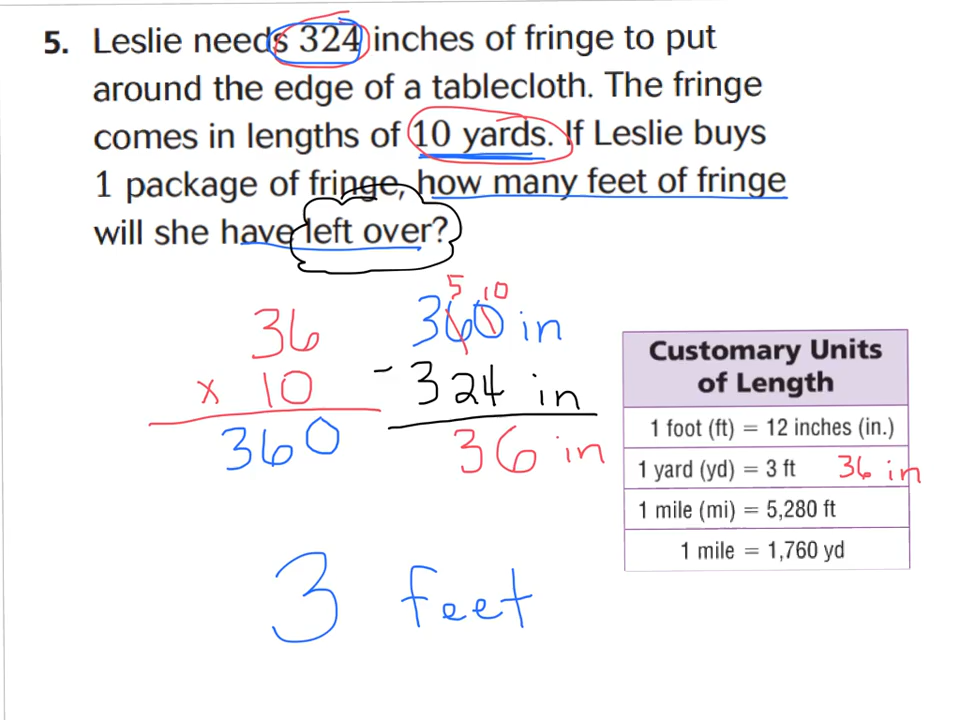 5. Leslie needs 324 inches of fringe to put
around the edge of a tablecloth. The fringe
comes in lengths of 10 yards. If Leslie buys
1 package of fringe, how many feet of fringe
will she have left over?
36
x 10
360
5 10
360 in
- 324 in
36 in
Customary Units
of Length
1 foot (ft) = 12 inches (in.)
1 yard (yd) = 3 ft 36 in
1 mile (mi) = 5,280 ft
1 mile = 1,760 yd
3 feet